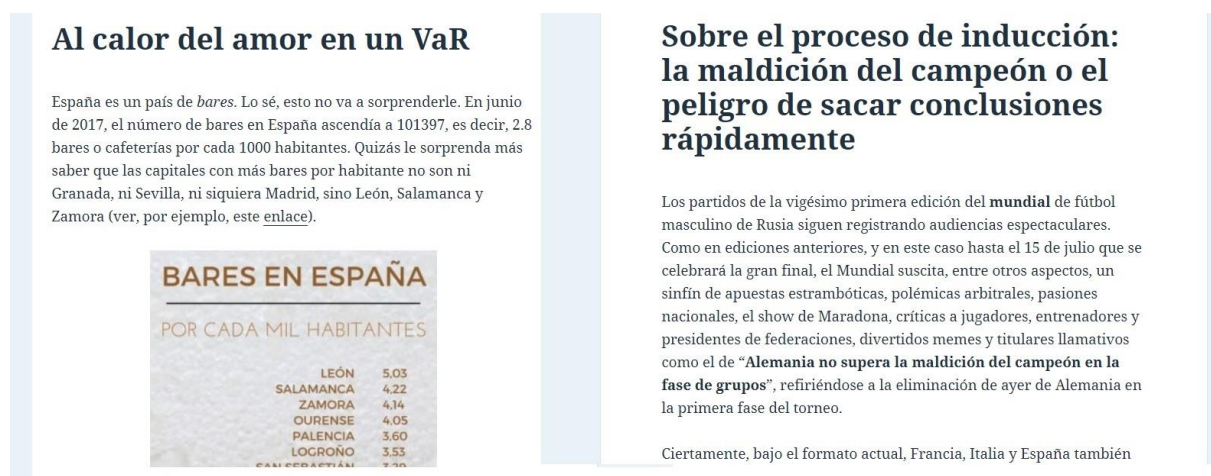 Al calor del amor en un VaR
España es un país de bares. Lo sé, esto no va a sorprenderle. En junio
de 2017, el número de bares en España ascendía a 101397, es decir, 2.8
bares o cafeterías por cada 1000 habitantes. Quizás le sorprenda más
saber que las capitales con más bares por habitante no son ni
Granada, ni Sevilla, ni siquiera Madrid, sino León, Salamanca y
Zamora (ver, por ejemplo, este enlace).
BARES EN ESPAÑA
POR CADA MIL HABITANTES
LEÓN 5,03
SALAMANCA 4,22
ZAMORA 4,14
OURENSE 4,05
PALENCIA 3,60
LOGROÑO 3,53
SAN SEBASTIÁN 3,29
Sobre el proceso de inducción:
la maldición del campeón o el
peligro de sacar conclusiones
rápidamente
Los partidos de la vigésimo primera edición del mundial de fútbol
masculino de Rusia siguen registrando audiencias espectaculares.
Como en ediciones anteriores, y en este caso hasta el 15 de julio que se
celebrará la gran final, el Mundial suscita, entre otros aspectos, un
sinfín de apuestas estrambóticas, polémicas arbitrales, pasiones
nacionales, el show de Maradona, críticas a jugadores, entrenadores y
presidentes de federaciones, divertidos memes y titulares llamativos
como el de “Alemania no supera la maldición del campeón en la
fase de grupos”, refiriéndose a la eliminación de ayer de Alemania en
la primera fase del torneo.
Ciertamente, bajo el formato actual, Francia, Italia y España también